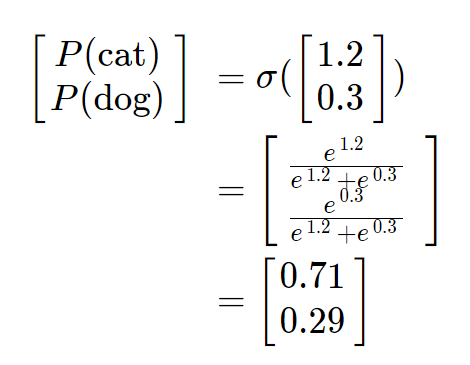 [ P(cat) P(dog) ] = σ([ 1.2 0.3 ])
= [ e^1.2 / (e^1.2 + e^0.3) e^0.3 / (e^1.2 + e^0.3) ]
= [ 0.71 0.29 ]